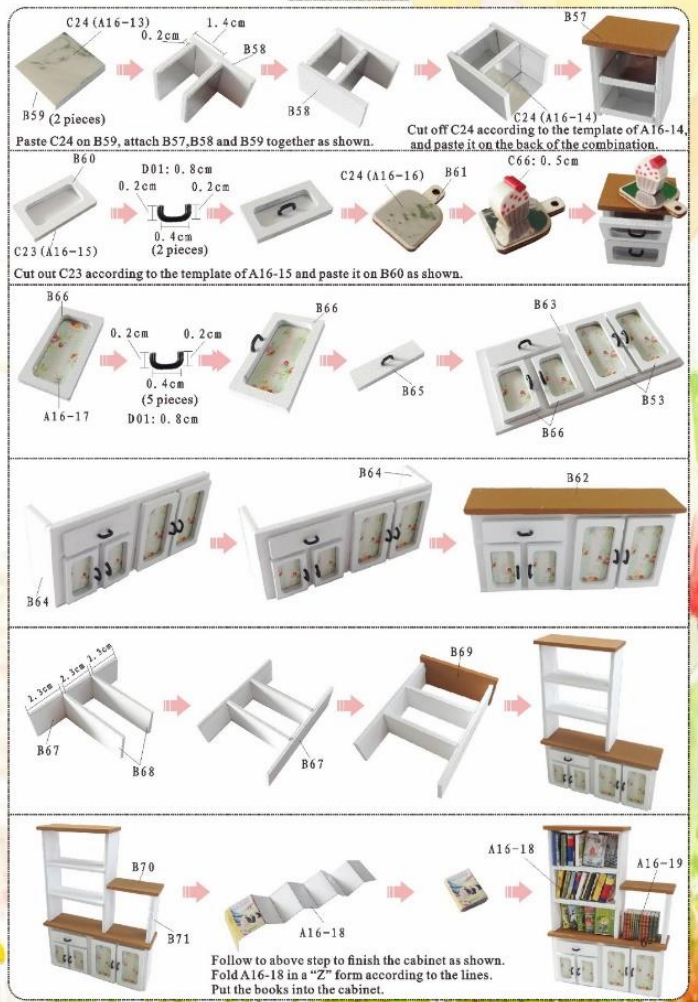 C24(A16-13)
1.4cm
0.2cm
B58
B57
B59 (2 pieces)
B58
C24(A16-14)
Paste C24 on B59, attach B57,B58 and B59 together as shown.
Cut off C24 according to the template of A16-14,
and paste it on the back of the combination.
B60
D01: 0.8cm
0.2cm
0.2cm
C24(A16-16)
B61
C66: 0.5cm
C23(A16-15)
0.4cm
(2 pieces)
Cut out C23 according to the template of A16-15 and paste it on B60 as shown.
B66
0.2cm
0.2cm
B66
B63
A16-17
0.4cm
(5 pieces)
D01: 0.8cm
B65
B53
B66
B64
B62
B64
2.3cm
2.3cm
2.3cm
B69
B67
B68
B67
B70
B71
A16-18
A16-18
A16-19
Follow to above stop to finish the cabinet as shown.
Fold A16-18 in a “Z” form according to the lines.
Put the books into the cabinet.